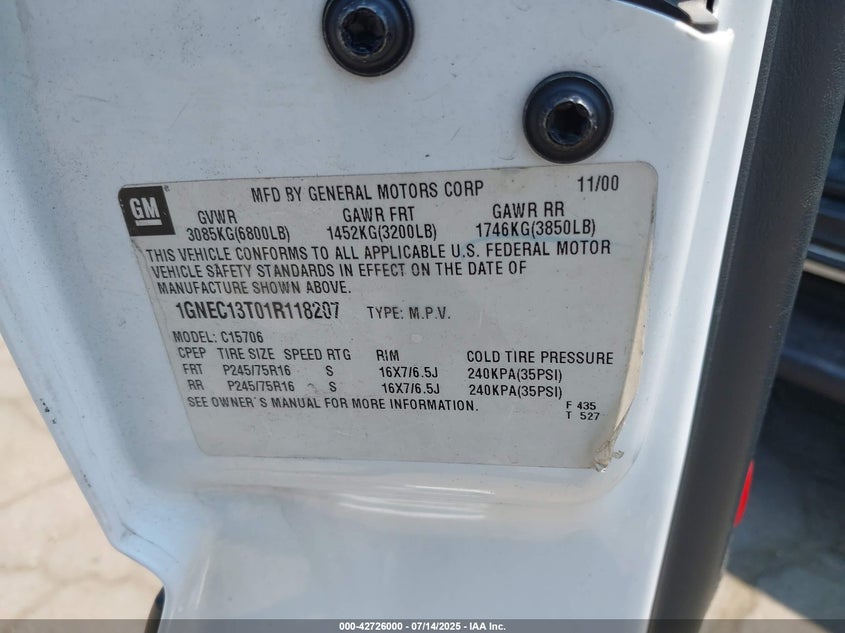 GM
MFD BY GENERAL MOTORS CORP 11/00
GVWR GAWR FRT GAWR RR
3085KG(6800LB) 1452KG(3200LB) 1746KG(3850LB)
THIS VEHICLE CONFORMS TO ALL APPLICABLE U.S. FEDERAL MOTOR
VEHICLE SAFETY STANDARDS IN EFFECT ON THE DATE OF
MANUFACTURE SHOWN ABOVE.
1GNEC13T01R118207 TYPE: M.P.V.
MODEL: C15706
CPEP TIRE SIZE SPEED RTG RIM COLD TIRE PRESSURE
FRT P245/75R16 S 16X7/6.5J 240KPA(35PSI)
RR P245/75R16 S 16X7/6.5J 240KPA(35PSI)
SEE OWNER'S MANUAL FOR MORE INFORMATION. F 435
T 527
000-42726000 / 07/14/2025 - IAA Inc.